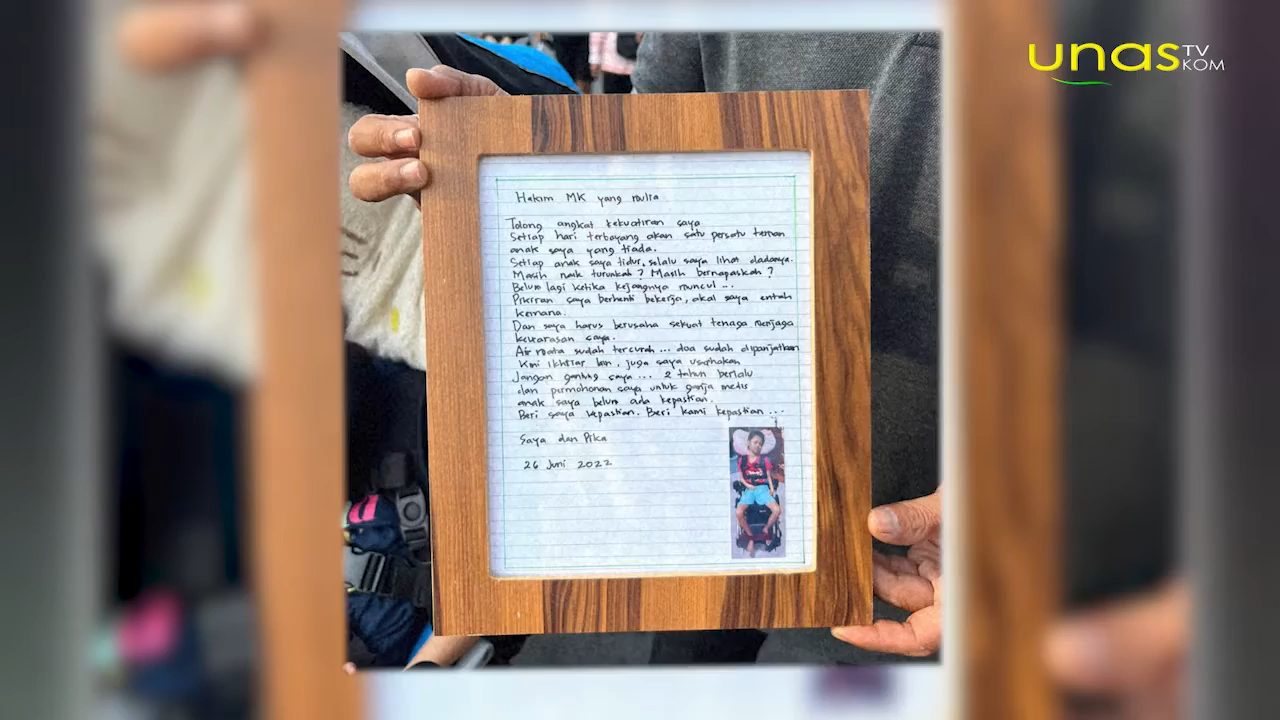 unas TV
KOM
Hakim MK yang mulia
Tolong angkat kekuatiran saya
Setiap hari terbayang akan satu persatu teman
anak saya yang tiada.
Setiap anak saya tidur, selalu saya lihat dadanya.
Masih naik turunkah? Masih bernapaskah?
Belum lagi ketika kejangnya muncul ...
Pikiran saya berhenti bekerja, akal saya entah
kemana.
Dan saya harus berusaha sekuat tenaga menjaga
kewarasan saya.
Air mata sudah tercurah ... doa sudah dipanjatkan
Kini ikhtiar lain, juga saya usahakan
Jangan gantung saya ... 2 tahun berlalu
dan permohonan saya untuk ganja medis
anak saya belum ada kepastian.
Beri saya kepastian. Beri kami kepastian ...
Saya dan Pika
26 Juni 2022